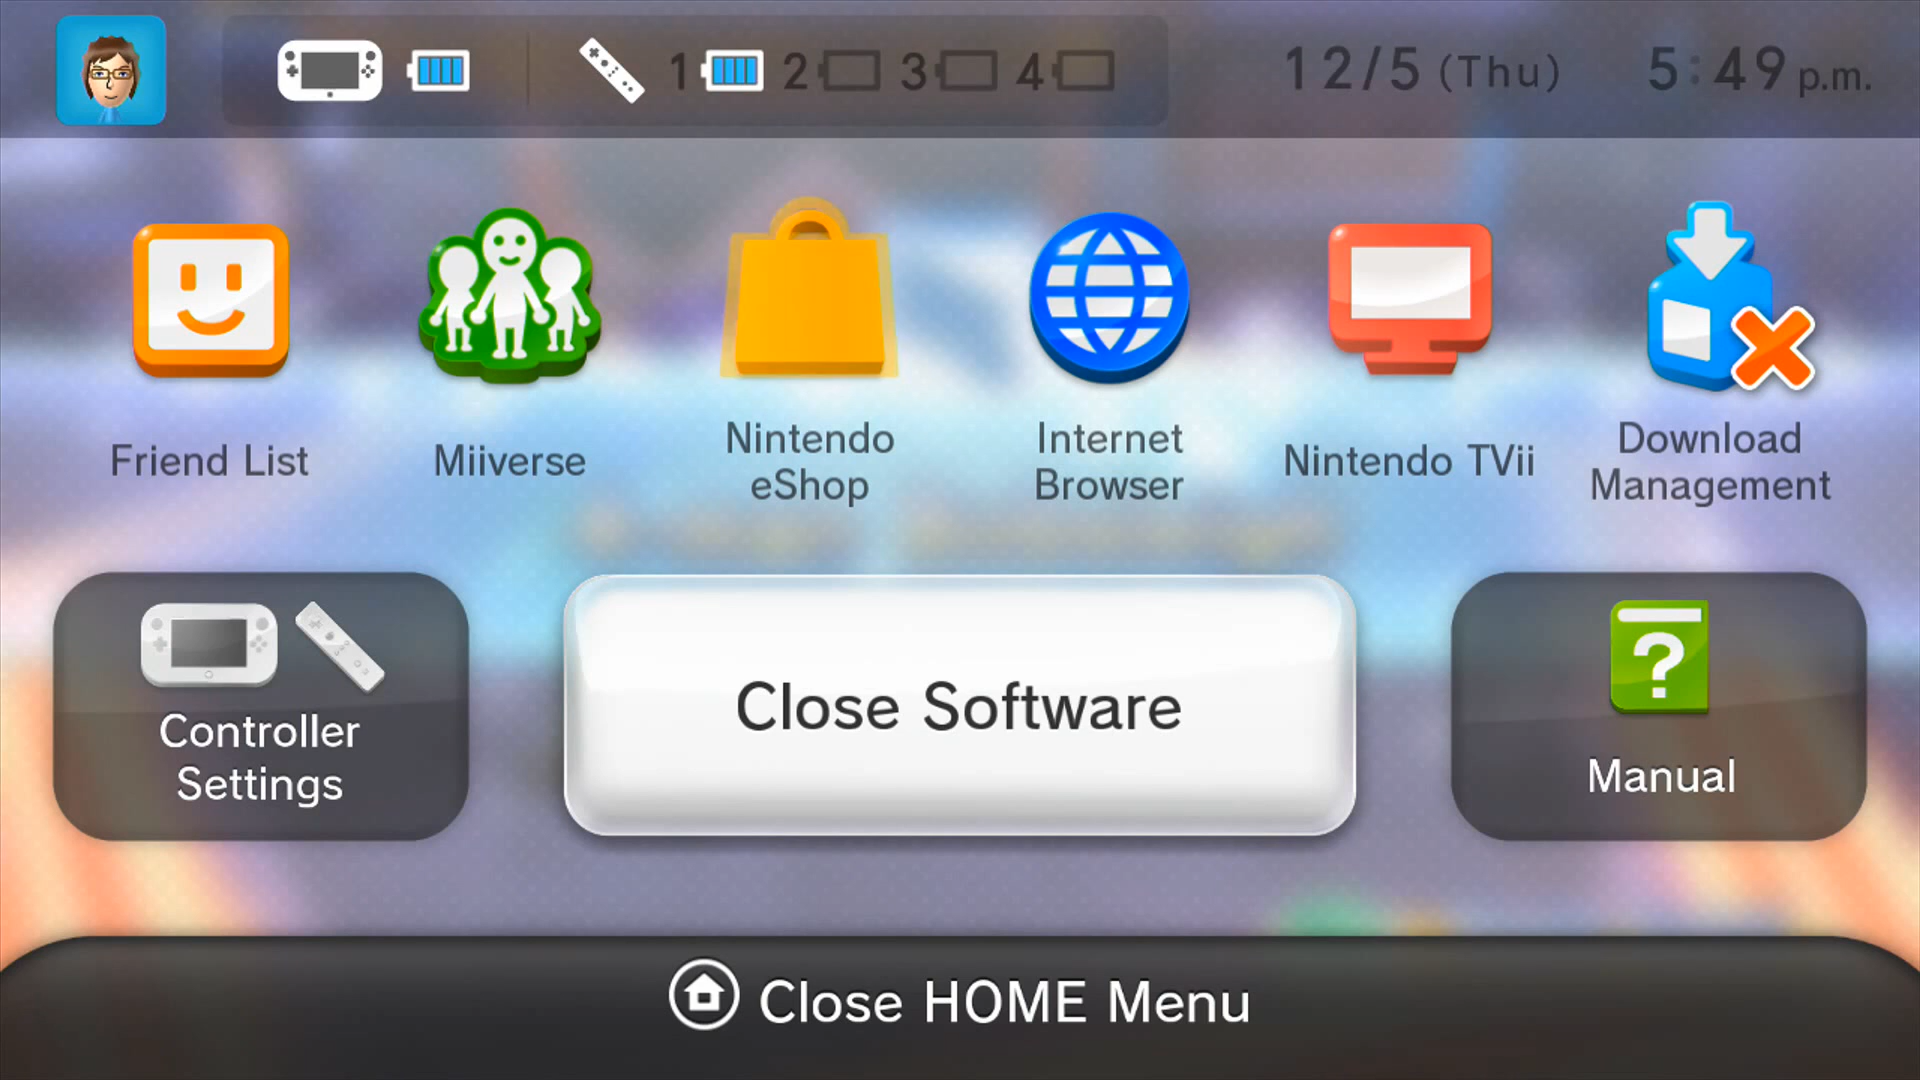 1 2 3 4 12/5 (Thu) 5:49 p.m.
Friend List
Miiverse
Nintendo
eShop
Internet
Browser
Nintendo TVii
Download
Management
Controller
Settings
Close Software
?
Manual
Close HOME Menu